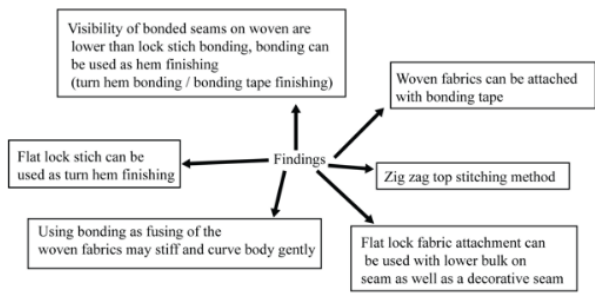 Visibility of bonded seams on woven are
lower than lock stich bonding, bonding can
be used as hem finishing
(turn hem bonding / bonding tape finishing)
Woven fabrics can be attached
with bonding tape
Flat lock stich can be
used as turn hem finishing
Findings
Zig zag top stitching method
Using bonding as fusing of the
woven fabrics may stiff and curve body gently
Flat lock fabric attachment can
be used with lower bulk on
seam as well as a decorative seam